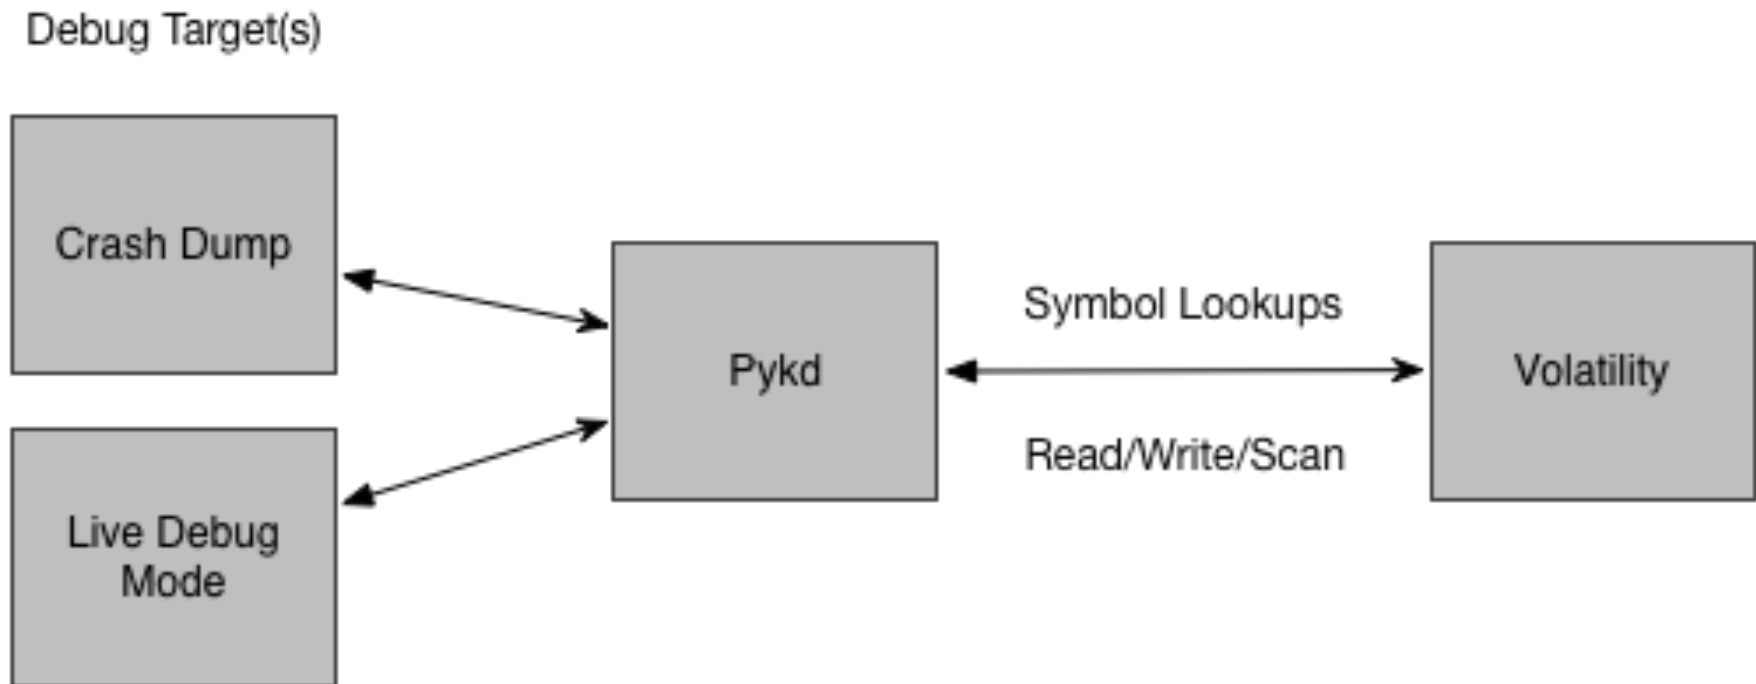 Debug Target(s)
Crash Dump
Live Debug
Mode
Pykd
Symbol Lookups
Read/Write/Scan
Volatility